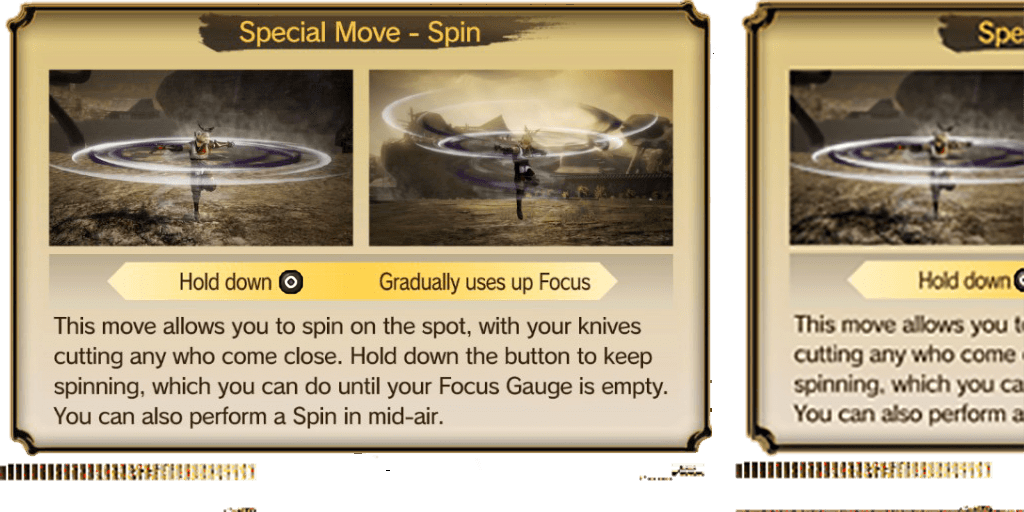 Special Move - Spin
Hold down
Gradually uses up Focus
This move allows you to spin on the spot, with your knives
cutting any who come close. Hold down the button to keep
spinning, which you can do until your Focus Gauge is empty.
You can also perform a Spin in mid-air.
Spe
Hold down
This move allows you t
cutting any who come
spinning, which you ca
You can also perform a